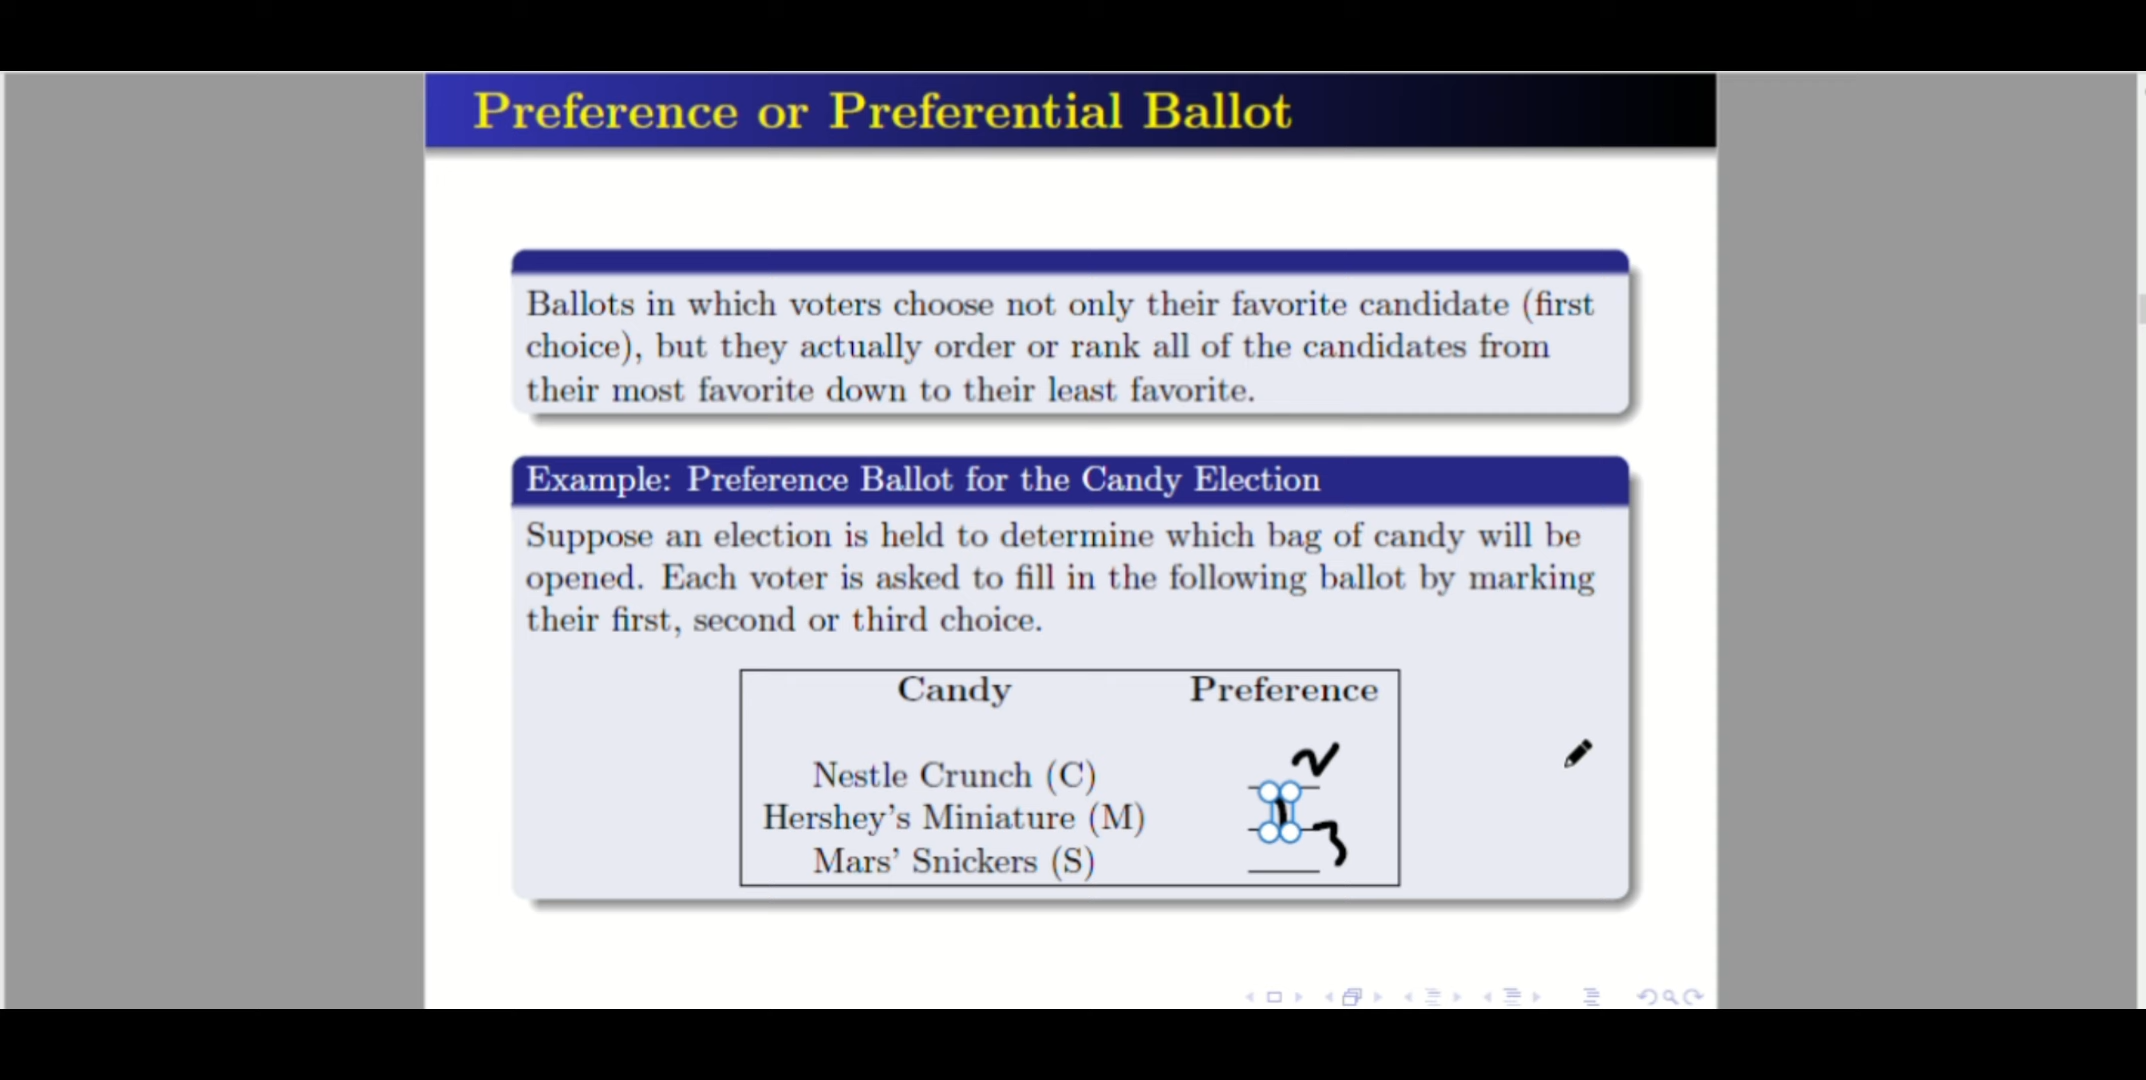 Preference or Preferential Ballot
Ballots in which voters choose not only their favorite candidate (first
choice), but they actually order or rank all of the candidates from
their most favorite down to their least favorite.
Example: Preference Ballot for the Candy Election
Suppose an election is held to determine which bag of candy will be
opened. Each voter is asked to fill in the following ballot by marking
their first, second or third choice.
Candy Preference
Nestle Crunch (C) 2
Hershey's Miniature (M) 1
Mars' Snickers (S) 3